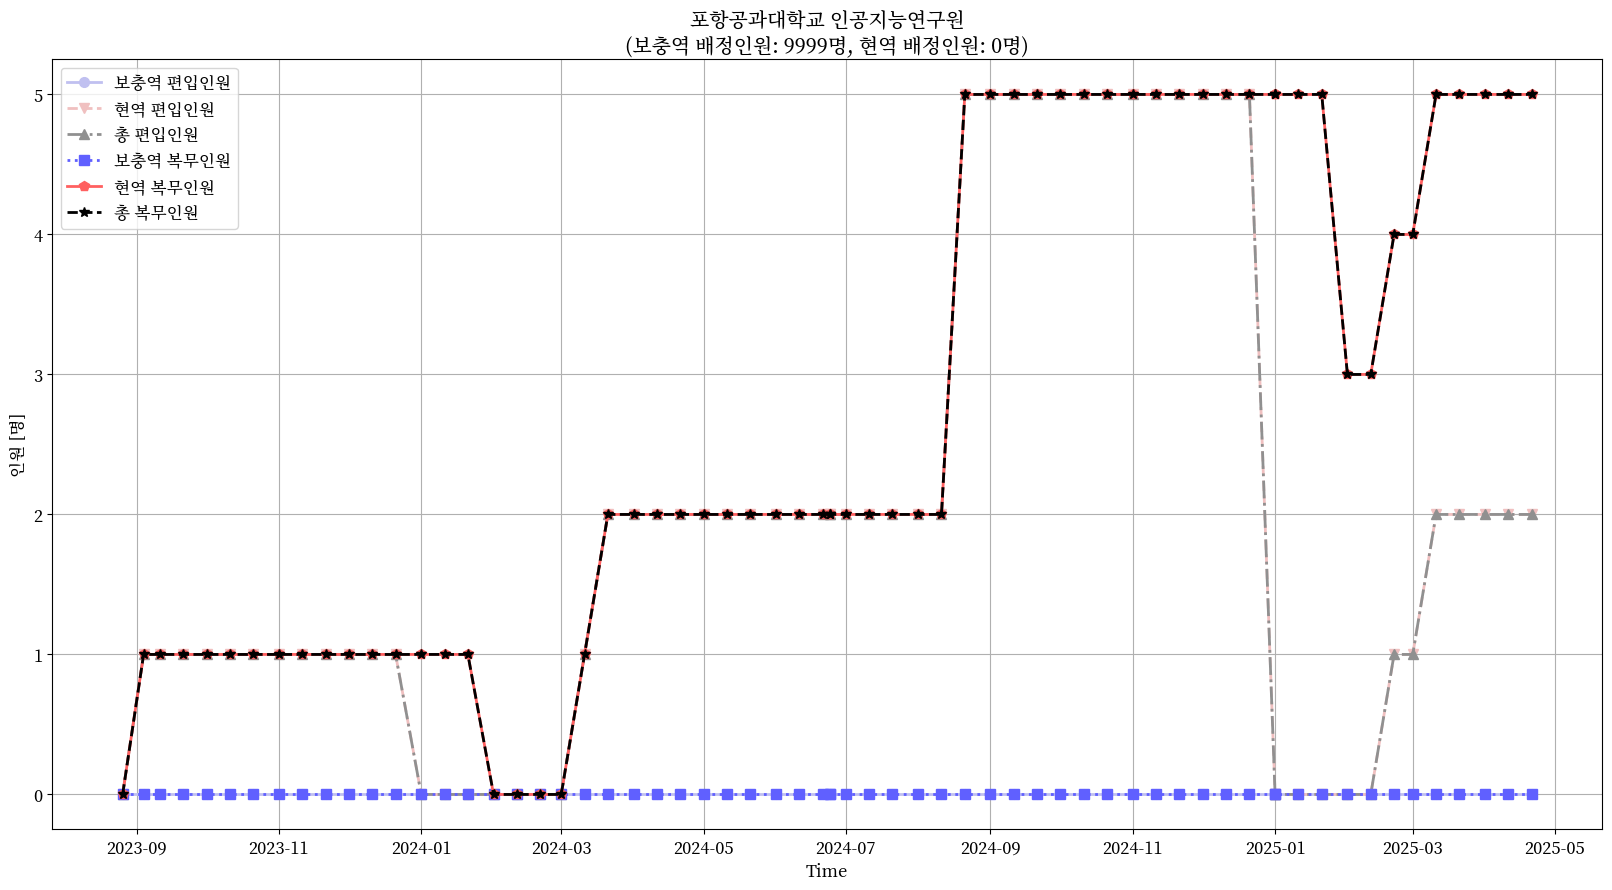 포항공과대학교 인공지능연구원
(보충역 배정인원: 9999명, 현역 배정인원: 0명)
보충역 편입인원
현역 편입인원
총 편입인원
보충역 복무인원
현역 복무인원
총 복무인원
인원 [명]
5
4
3
2
1
0
2023-09
2023-11
2024-01
2024-03
2024-05
2024-07
2024-09
2024-11
2025-01
2025-03
2025-05
Time